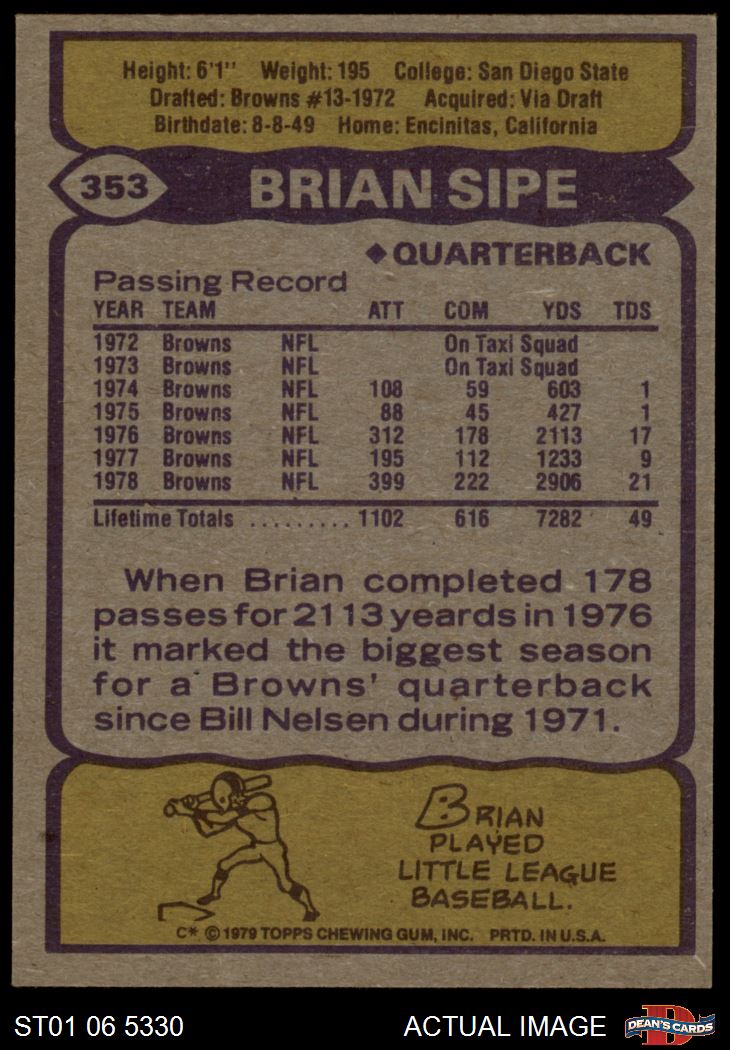 Height: 6'1" Weight: 195 College: San Diego State
Drafted: Browns #13-1972 Acquired: Via Draft
Birthdate: 8-8-49 Home: Encinitas, California
353 BRIAN SIPE
◆ QUARTERBACK
Passing Record
YEAR TEAM ATT COM YDS TDS
1972 Browns NFL On Taxi Squad
1973 Browns NFL On Taxi Squad
1974 Browns NFL 108 59 603 1
1975 Browns NFL 88 45 427 1
1976 Browns NFL 312 178 2113 17
1977 Browns NFL 195 112 1233 9
1978 Browns NFL 399 222 2906 21
Lifetime Totals ......... 1102 616 7282 49
When Brian completed 178
passes for 2113 yeards in 1976
it marked the biggest season
for a Browns' quarterback
since Bill Nelsen during 1971.
BRIAN
PLAYED
LITTLE LEAGUE
BASEBALL.
C* © 1979 TOPPS CHEWING GUM, INC. PRTD. IN U.S.A.
ST01 06 5330 ACTUAL IMAGE D DEAN'S CARDS